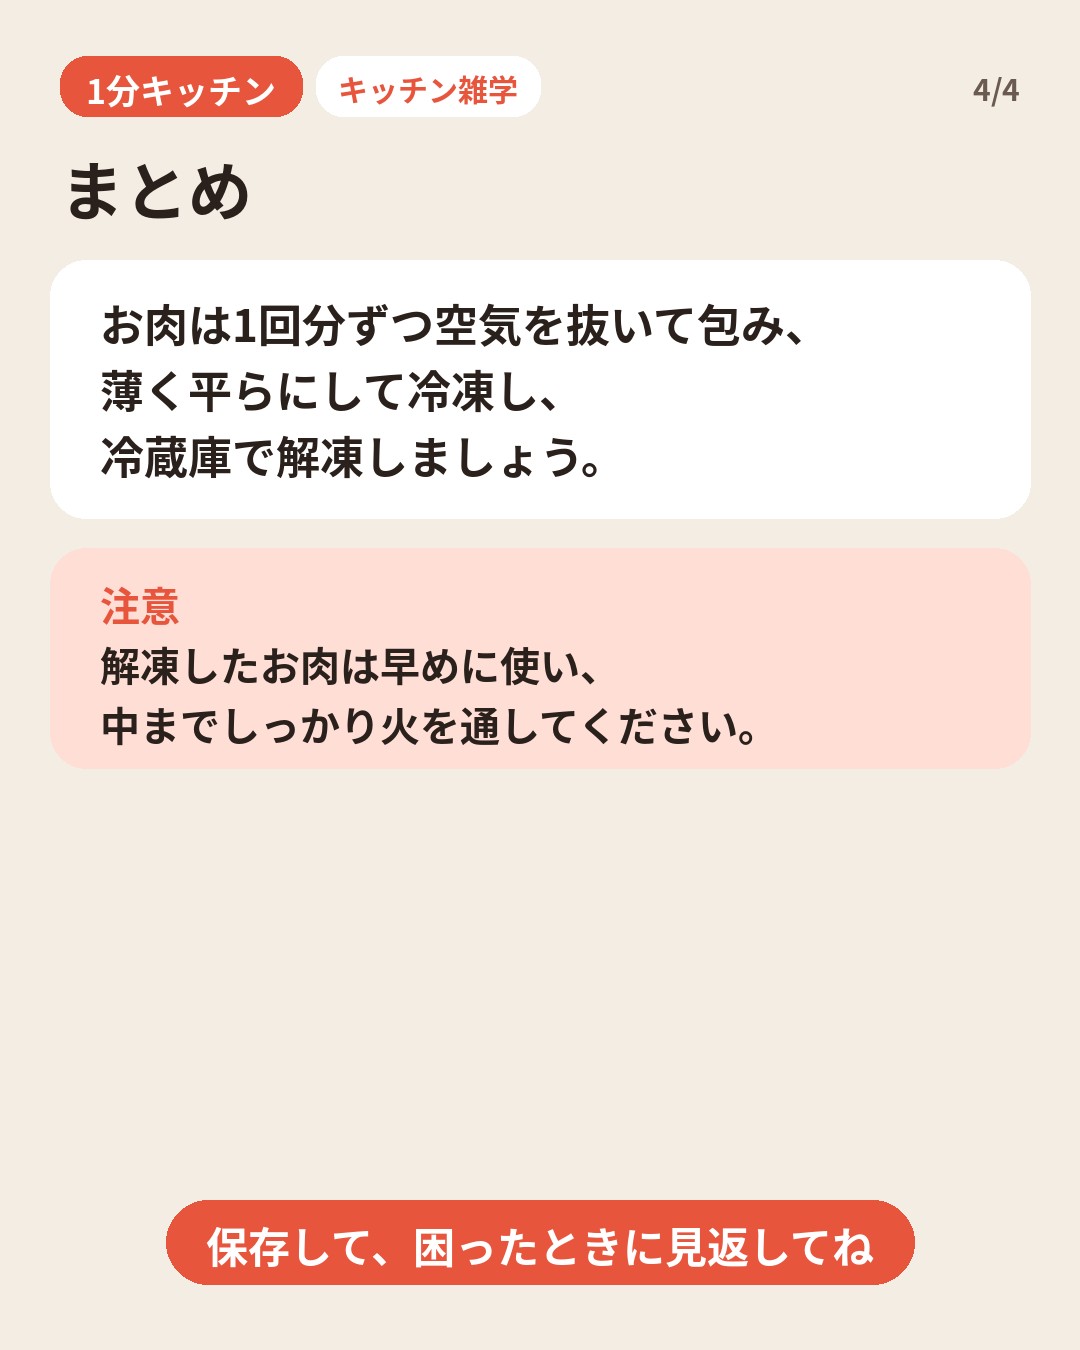 1分キッチン
キッチン雑学
4/4
まとめ
お肉は1回分ずつ空気を抜いて包み、
薄く平らにして冷凍し、
冷蔵庫で解凍しましょう。
注意
解凍したお肉は早めに使い、
中までしっかり火を通してください。
保存して、困ったときに見返してね